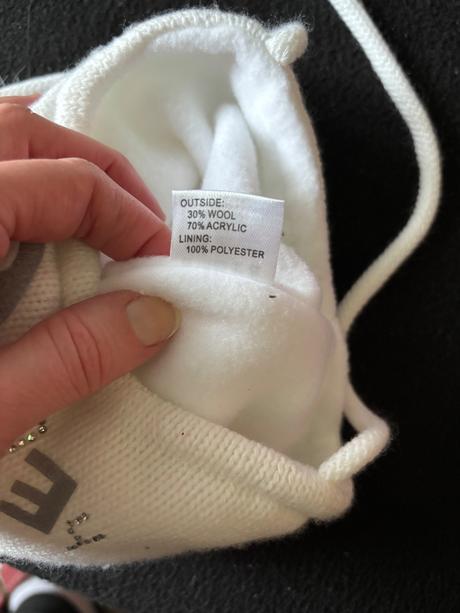 OUTSIDE:
30% WOOL
70% ACRYLIC
LINING:
100% POLYESTER